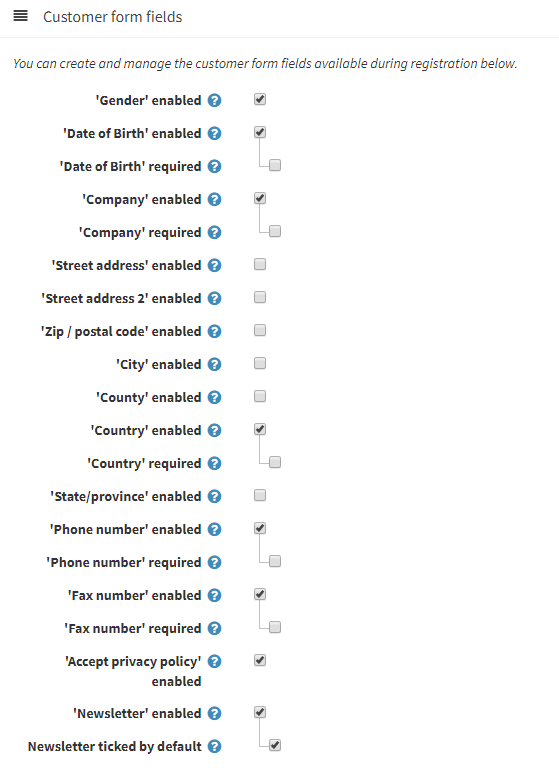 Customer form fields
You can create and manage the customer form fields available during registration below.
'Gender' enabled ?
'Date of Birth' enabled ?
'Date of Birth' required ?
'Company' enabled ?
'Company' required ?
'Street address' enabled ?
'Street address 2' enabled ?
'Zip / postal code' enabled ?
'City' enabled ?
'County' enabled ?
'Country' enabled ?
'Country' required ?
'State/province' enabled ?
'Phone number' enabled ?
'Phone number' required ?
'Fax number' enabled ?
'Fax number' required ?
'Accept privacy policy' ?
enabled
'Newsletter' enabled ?
Newsletter ticked by default ?